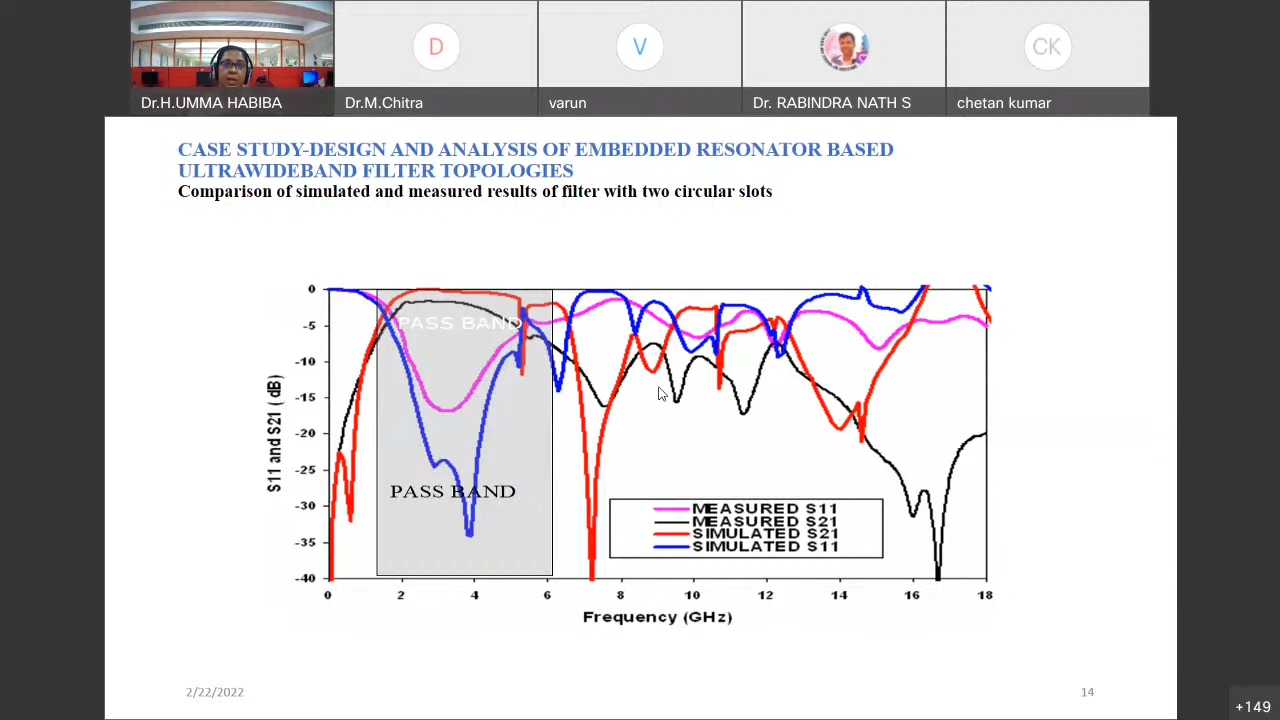 D
V
CK
Dr.H.UMMA HABIBA
Dr.M.Chitra
varun
Dr. RABINDRA NATH S
chetan kumar
CASE STUDY-DESIGN AND ANALYSIS OF EMBEDDED RESONATOR BASED
ULTRAWIDEBAND FILTER TOPOLOGIES
Comparison of simulated and measured results of filter with two circular slots
0
-5
-10
-15
-20
-25
-30
-35
-40
S11 and S21 ( dB)
PASS BAND
PASS BAND
MEASURED S11
MEASURED S21
SIMULATED S21
SIMULATED S11
0 2 4 6 8 10 12 14 16 18
Frequency (GHz)
2/22/2022
14
+149